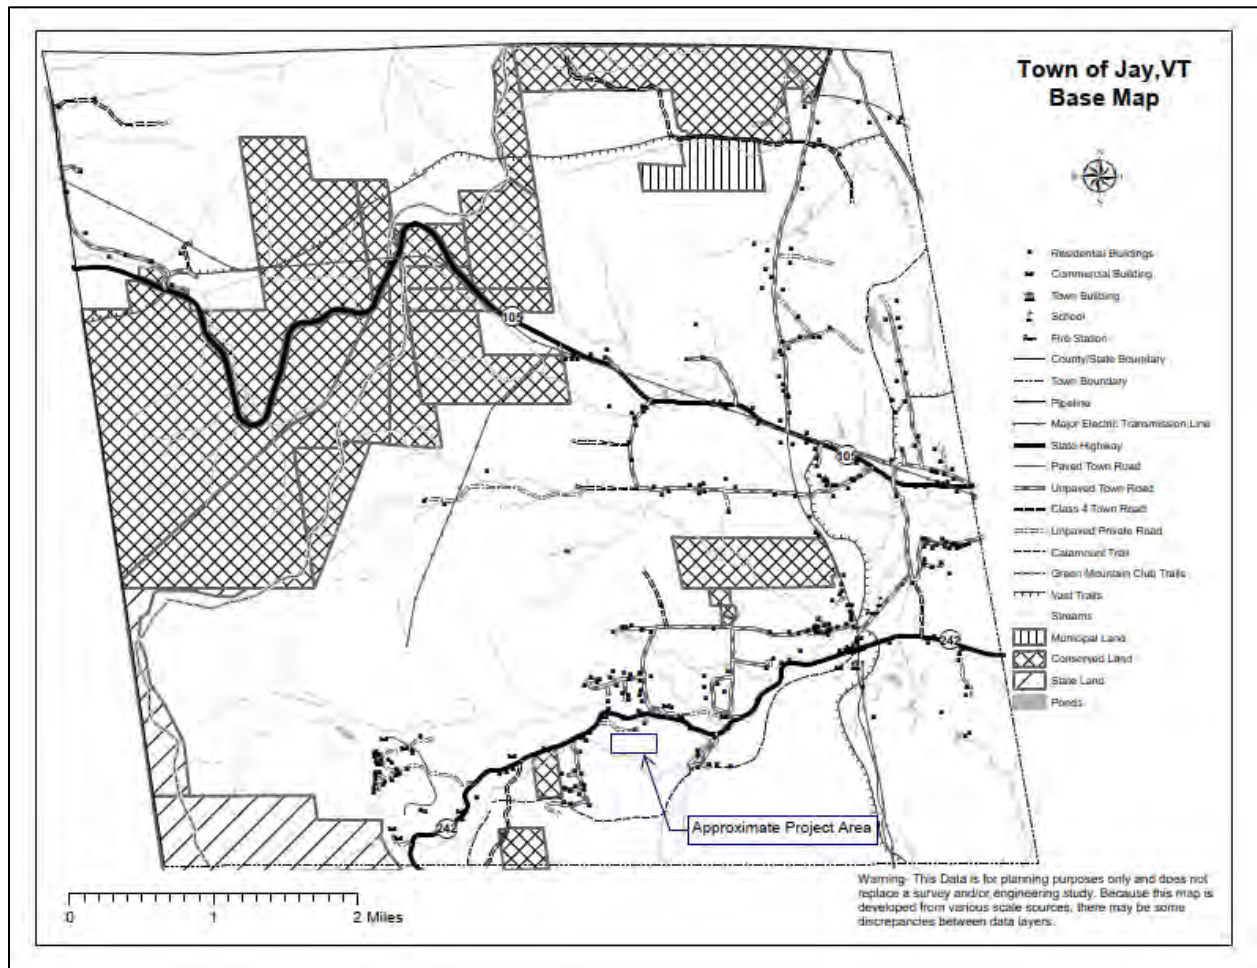 Town of Jay,VT
Base Map
N
Residential Buildings
Commercial Building
Town Building
School
Fire Station
County/State Boundary
Town Boundary
Pipeline
Major Electric Transmission Line
State Highway
Paved Town Road
Unpaved Town Road
Class 4 Town Road
Unpaved Private Road
Catamount Trail
Green Mountain Club Trails
Vast Trails
Streams
Municipal Land
Conserved Land
State Land
Ponds
105
105
242
242
Approximate Project Area
0 1 2 Miles
Warning- This Data is for planning purposes only and does not
replace a survey and/or engineering study. Because this map is
developed from various scale sources, there may be some
discrepancies between data layers.